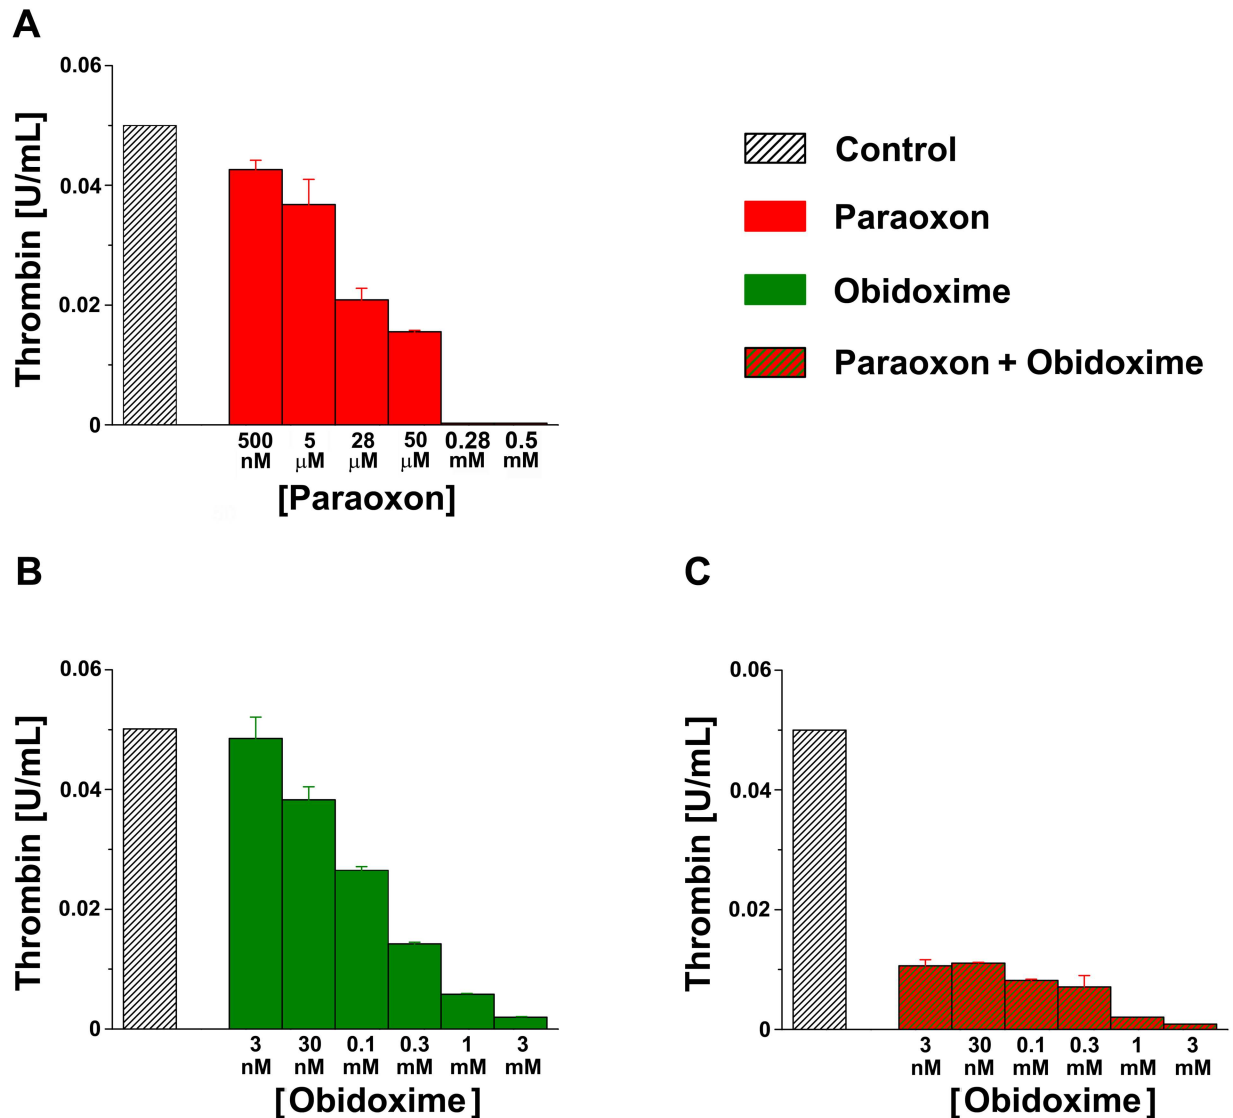 A
0.06
0.04
0.02
0
Thrombin [U/mL]
500 5 28 50 0.28 0.5
nM μM μM μM mM mM
[Paraoxon]
Control
Paraoxon
Obidoxime
Paraoxon + Obidoxime
B
0.06
0.04
0.02
0
Thrombin [U/mL]
3 30 0.1 0.3 1 3
nM nM mM mM mM mM
[Obidoxime]
C
0.06
0.04
0.02
0
Thrombin [U/mL]
3 30 0.1 0.3 1 3
nM nM mM mM mM mM
[Obidoxime]